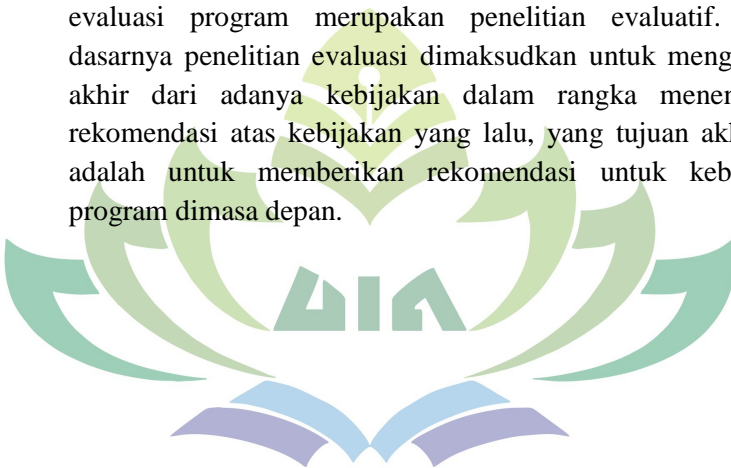 evaluasi program merupakan penelitian evaluatif.
dasarnya penelitian evaluasi dimaksudkan untuk
akhir dari adanya kebijakan dalam rangka
rekomendasi atas kebijakan yang lalu, yang tujuan
adalah untuk memberikan rekomendasi untuk
program dimasa depan.
UIN